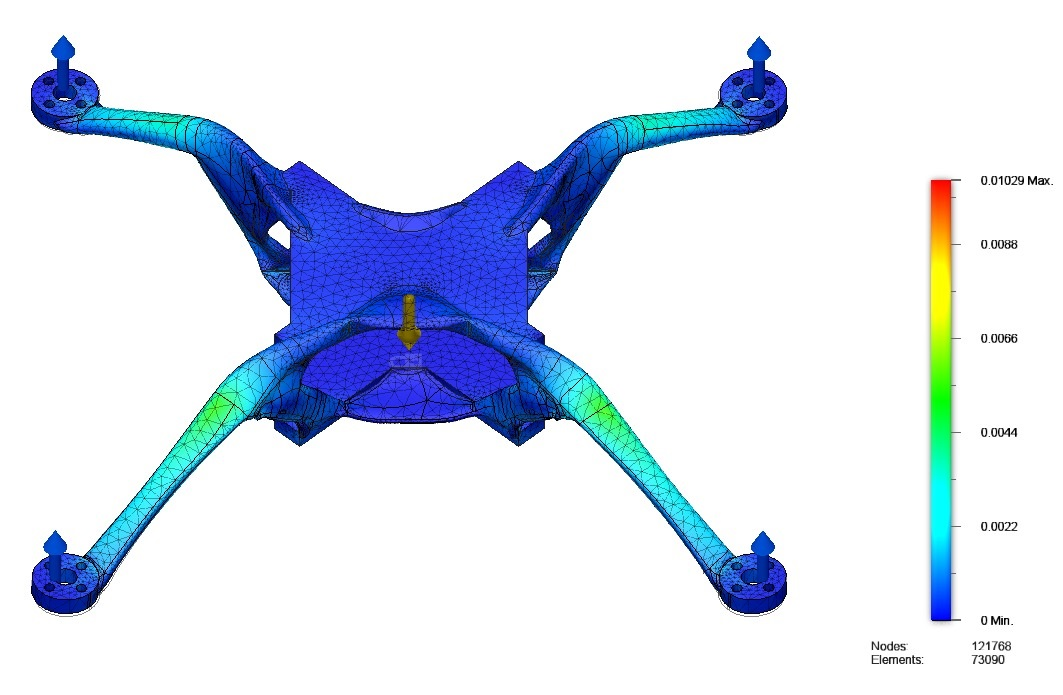 0.01029 Max.
0.0088
0.0066
0.0044
0.0022
0 Min.
Nodes: 121768
Elements: 73090